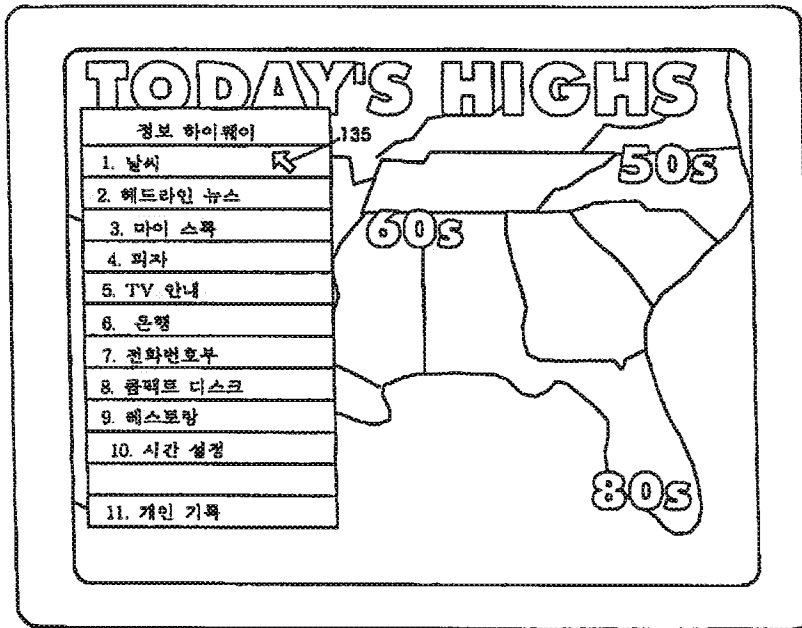 TODAY'S HIGHS
정보 하이웨이
135
1. 날씨
50s
2. 헤드라인 뉴스
3. 마이 스톡
60s
4. 피자
5. TV 안내
6. 은행
7. 전화번호부
8. 콤팩트 디스크
9. 레스토랑
10. 시간 설정
80s
11. 개인 기록